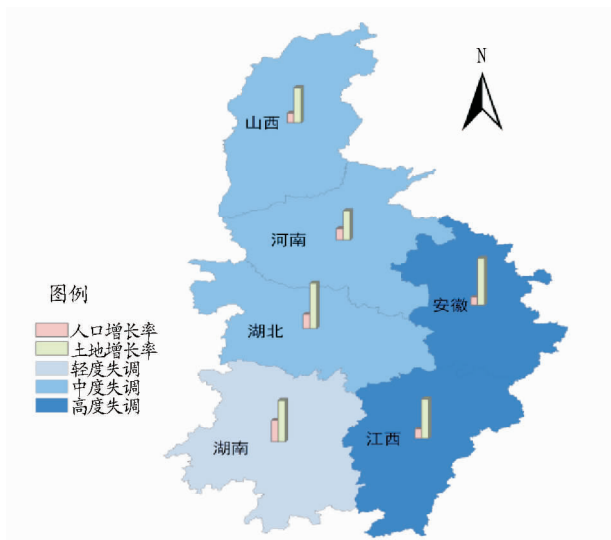 N
山西
河南
安徽
湖北
湖南
江西
图例
人口增长率
土地增长率
轻度失调
中度失调
高度失调